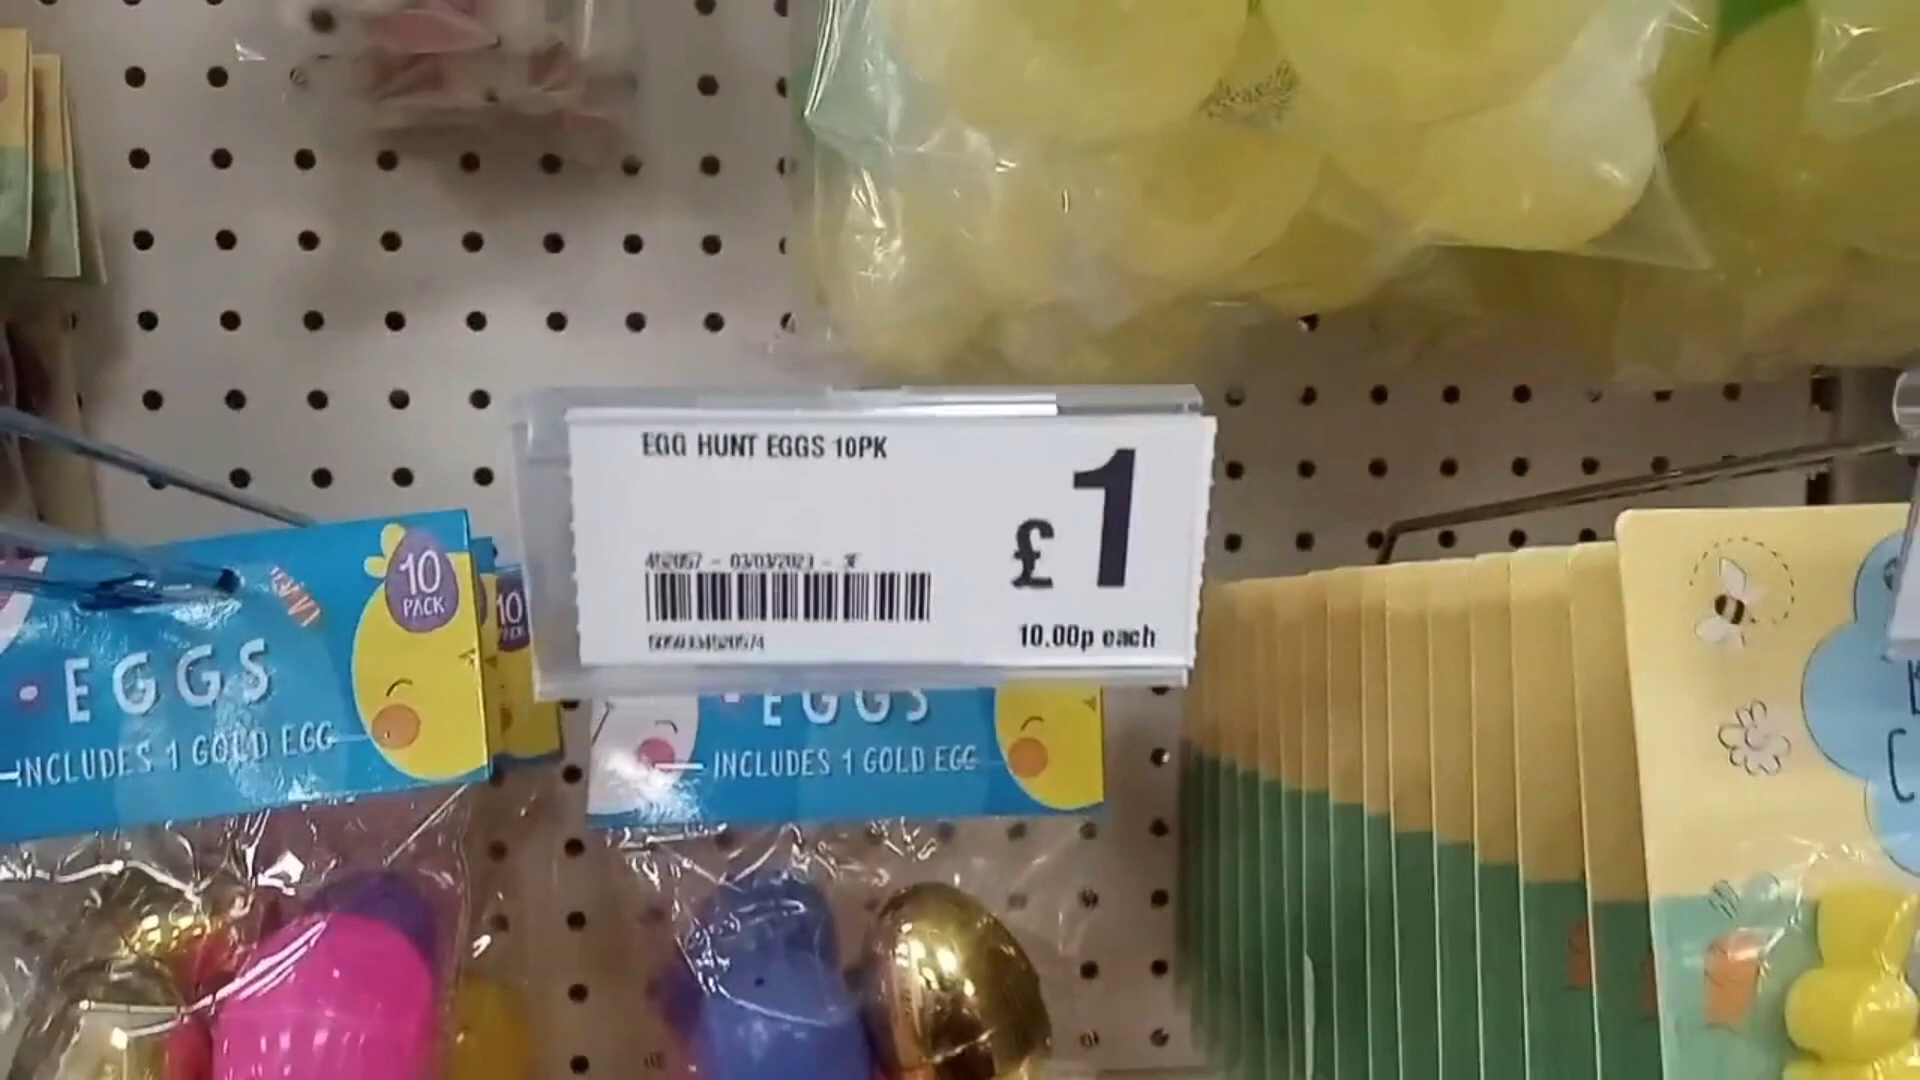 EGG HUNT EGGS 10PK
£1
10.00p each
10
PACK
10
EGGS
INCLUDES 1 GOLD EGG
EGGS
INCLUDES 1 GOLD EGG